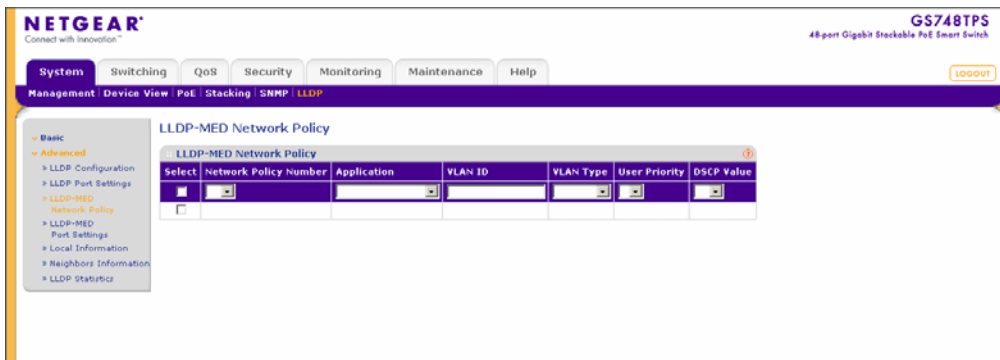 NETGEAR
Connect with Innovation™
GS748TPS
48-port Gigabit Stackable PoE Smart Switch
System Switching QoS Security Monitoring Maintenance Help
LOGOUT
Management Device View PoE Stacking SNMP LLDP
Basic
Advanced
» LLDP Configuration
» LLDP Port Settings
» LLDP-MED
Network Policy
» LLDP-MED
Port Settings
» Local Information
» Neighbors Information
» LLDP Statistics
LLDP-MED Network Policy
LLDP-MED Network Policy
Select Network Policy Number Application VLAN ID VLAN Type User Priority DSCP Value